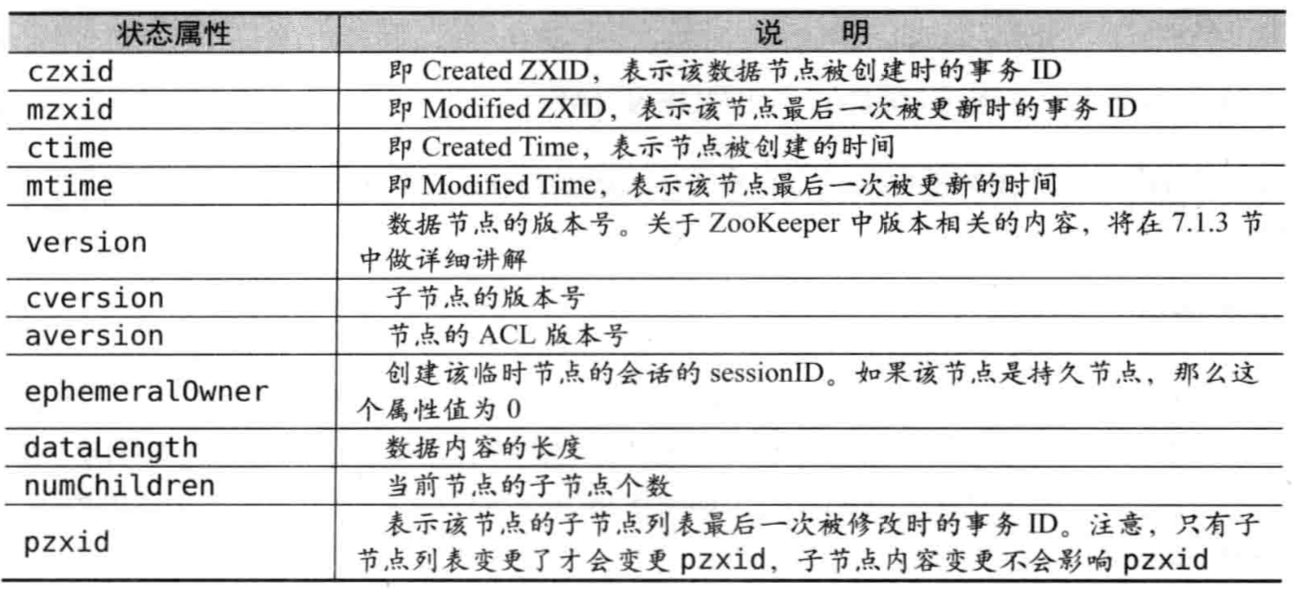 状态属性 说 明
czxid 即 Created ZXID，表示该数据节点被创建时的事务 ID
mzxid 即 Modified ZXID，表示该节点最后一次被更新时的事务 ID
ctime 即 Created Time，表示节点被创建的时间
mtime 即 Modified Time，表示该节点最后一次被更新的时间
version 数据节点的版本号。关于 ZooKeeper 中版本相关的内容，将在 7.1.3 节
中做详细讲解
cversion 子节点的版本号
aversion 节点的 ACL 版本号
ephemeralOwner 创建该临时节点的会话的 sessionID。如果该节点是持久节点，那么这
个属性值为 0
dataLength 数据内容的长度
numChildren 当前节点的子节点个数
pzxid 表示该节点的子节点列表最后一次被修改时的事务 ID。注意，只有子
节点列表变更了才会变更 pzxid，子节点内容变更不会影响 pzxid